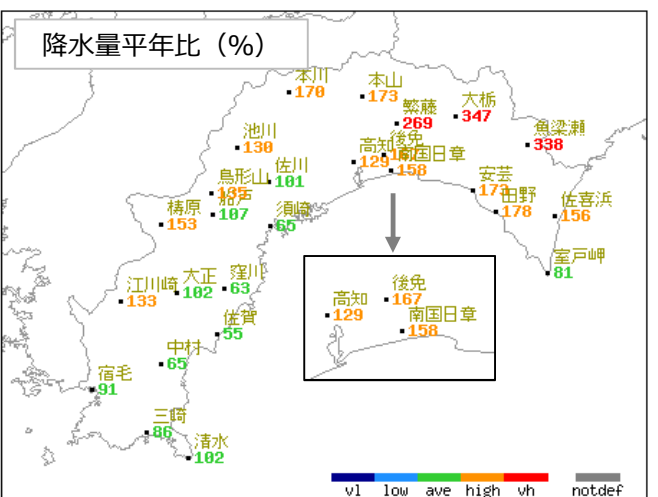 降水量平年比（%）
本川
170
本山
173
繁藤
269
大栃
347
魚梁瀬
338
池川
130
高知
129
後免
南国日章
158
佐川
101
鳥形山
船戸
107
梼原
153
須崎
65
安芸
173
田野
178
佐喜浜
156
室戸岬
81
江川崎
133
大正
102
窪川
63
佐賀
55
中村
65
宿毛
91
三崎
86
清水
102
高知
129
後免
167
南国日章
158
vl low ave high vh notdef